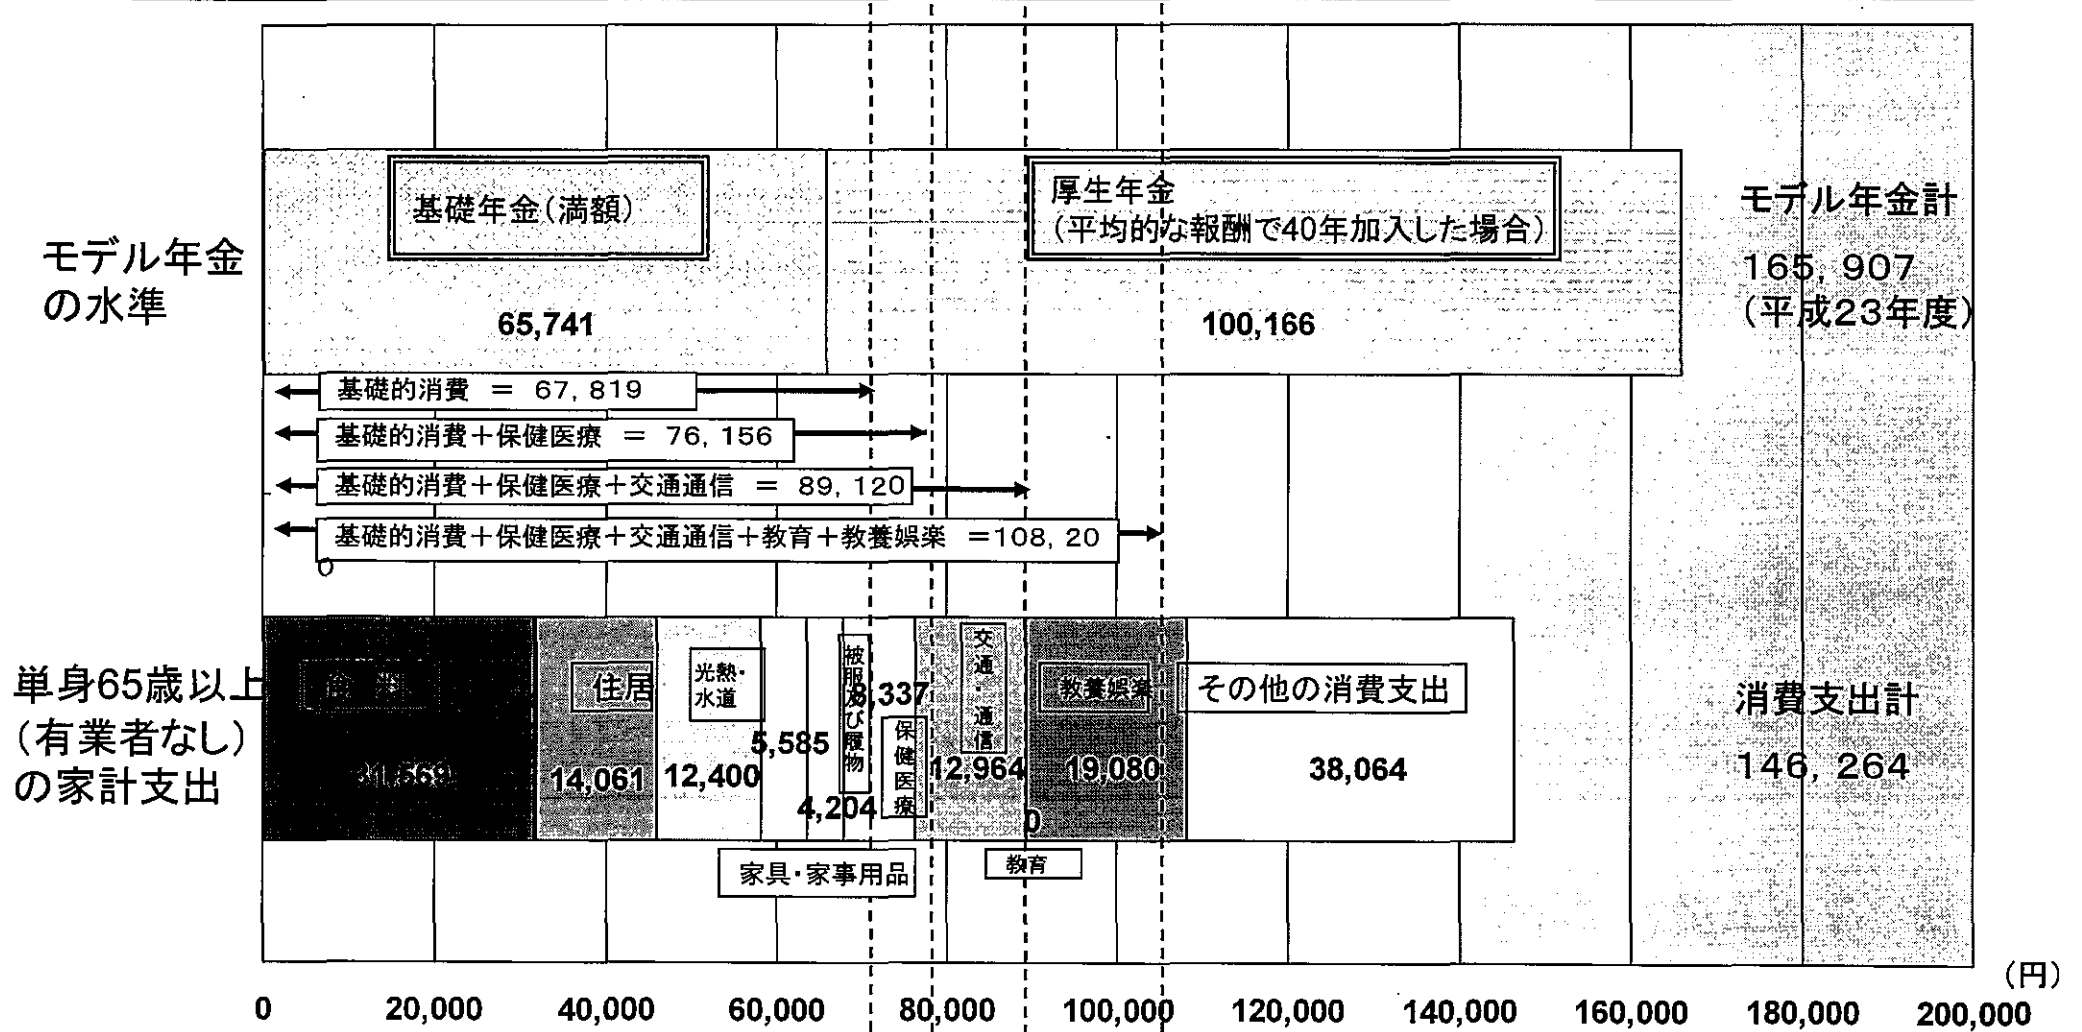 基礎年金(満額)
65,741
厚生年金
(平均的な報酬で40年加入した場合)
100,166
モデル年金
の水準
モデル年金計
165,907
(平成23年度)
基礎的消費 = 67,819
基礎的消費+保健医療 = 76,156
基礎的消費+保健医療+交通通信 = 89,120
基礎的消費+保健医療+交通通信+教育+教養娯楽 =108,20
0
単身65歳以上
(有業者なし)
の家計支出
31,569
住居
14,061
光熱・
水道
12,400
5,585
家具・家事用品
被服及び履物
4,204
8,337
保健医療
交通・通信
12,964
0
教育
教養娯楽
19,080
その他の消費支出
38,064
消費支出計
146,264
(円)
0 20,000 40,000 60,000 80,000 100,000 120,000 140,000 160,000 180,000 200,000